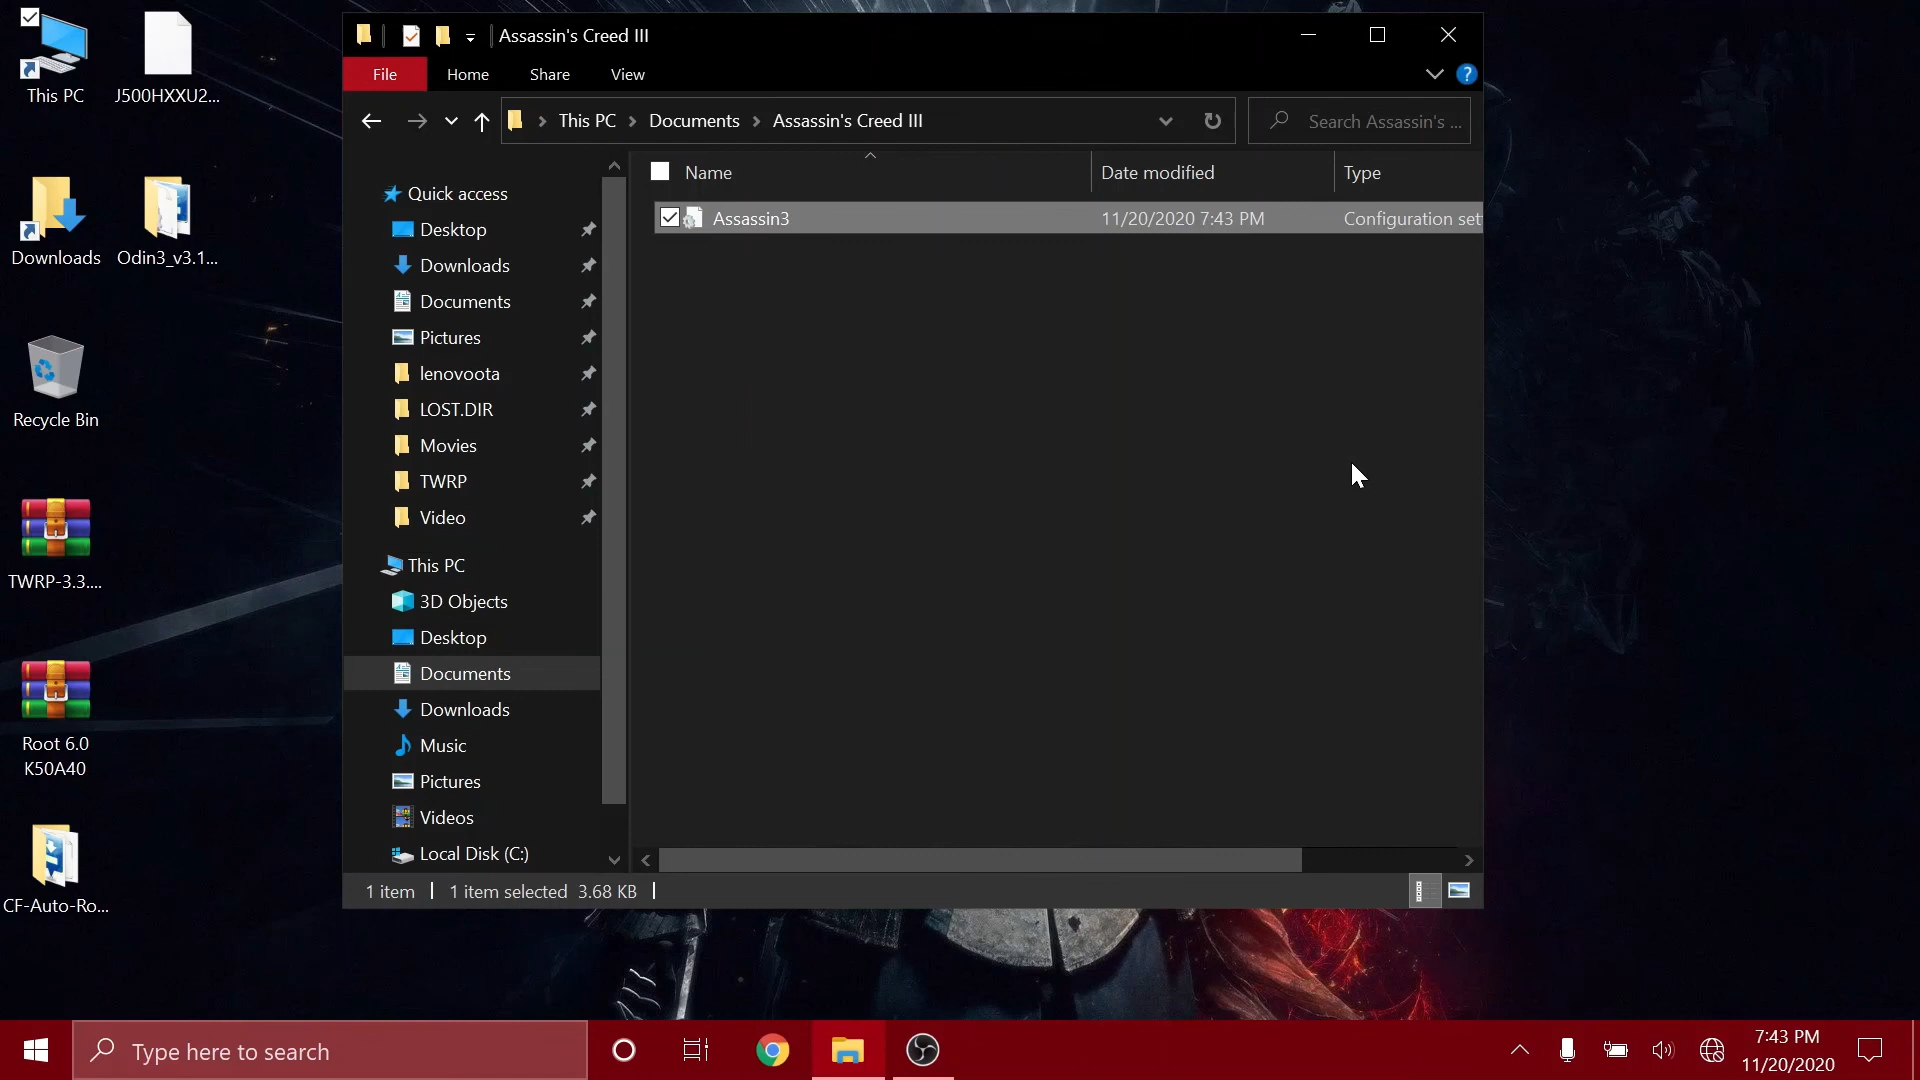 This PC
J500HXXU2...
Downloads
Odin3_v3.1...
Recycle Bin
TWRP-3.3....
Root 6.0
K50A40
CF-Auto-Ro...
Assassin's Creed III
File
Home
Share
View
?
This PC
Documents
Assassin's Creed III
Search Assassin's ...
Name
Date modified
Type
Assassin3
11/20/2020 7:43 PM
Configuration set
Quick access
Desktop
Downloads
Documents
Pictures
lenovoota
LOST.DIR
Movies
TWRP
Video
This PC
3D Objects
Desktop
Documents
Downloads
Music
Pictures
Videos
Local Disk (C:)
1 item
1 item selected 3.68 KB
Type here to search
7:43 PM
11/20/2020